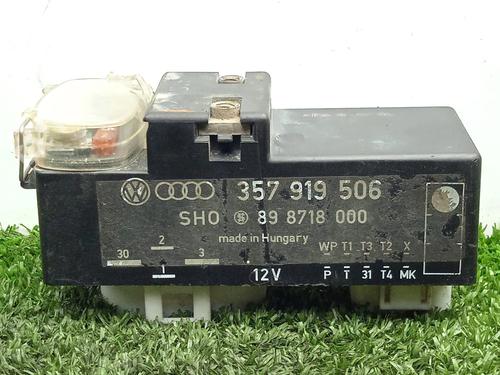 357 919 506
SHO 89 8718 000
made in Hungary
WP T1 T3 T2 X
30 2 3
1 12V P T 31 T4 MK